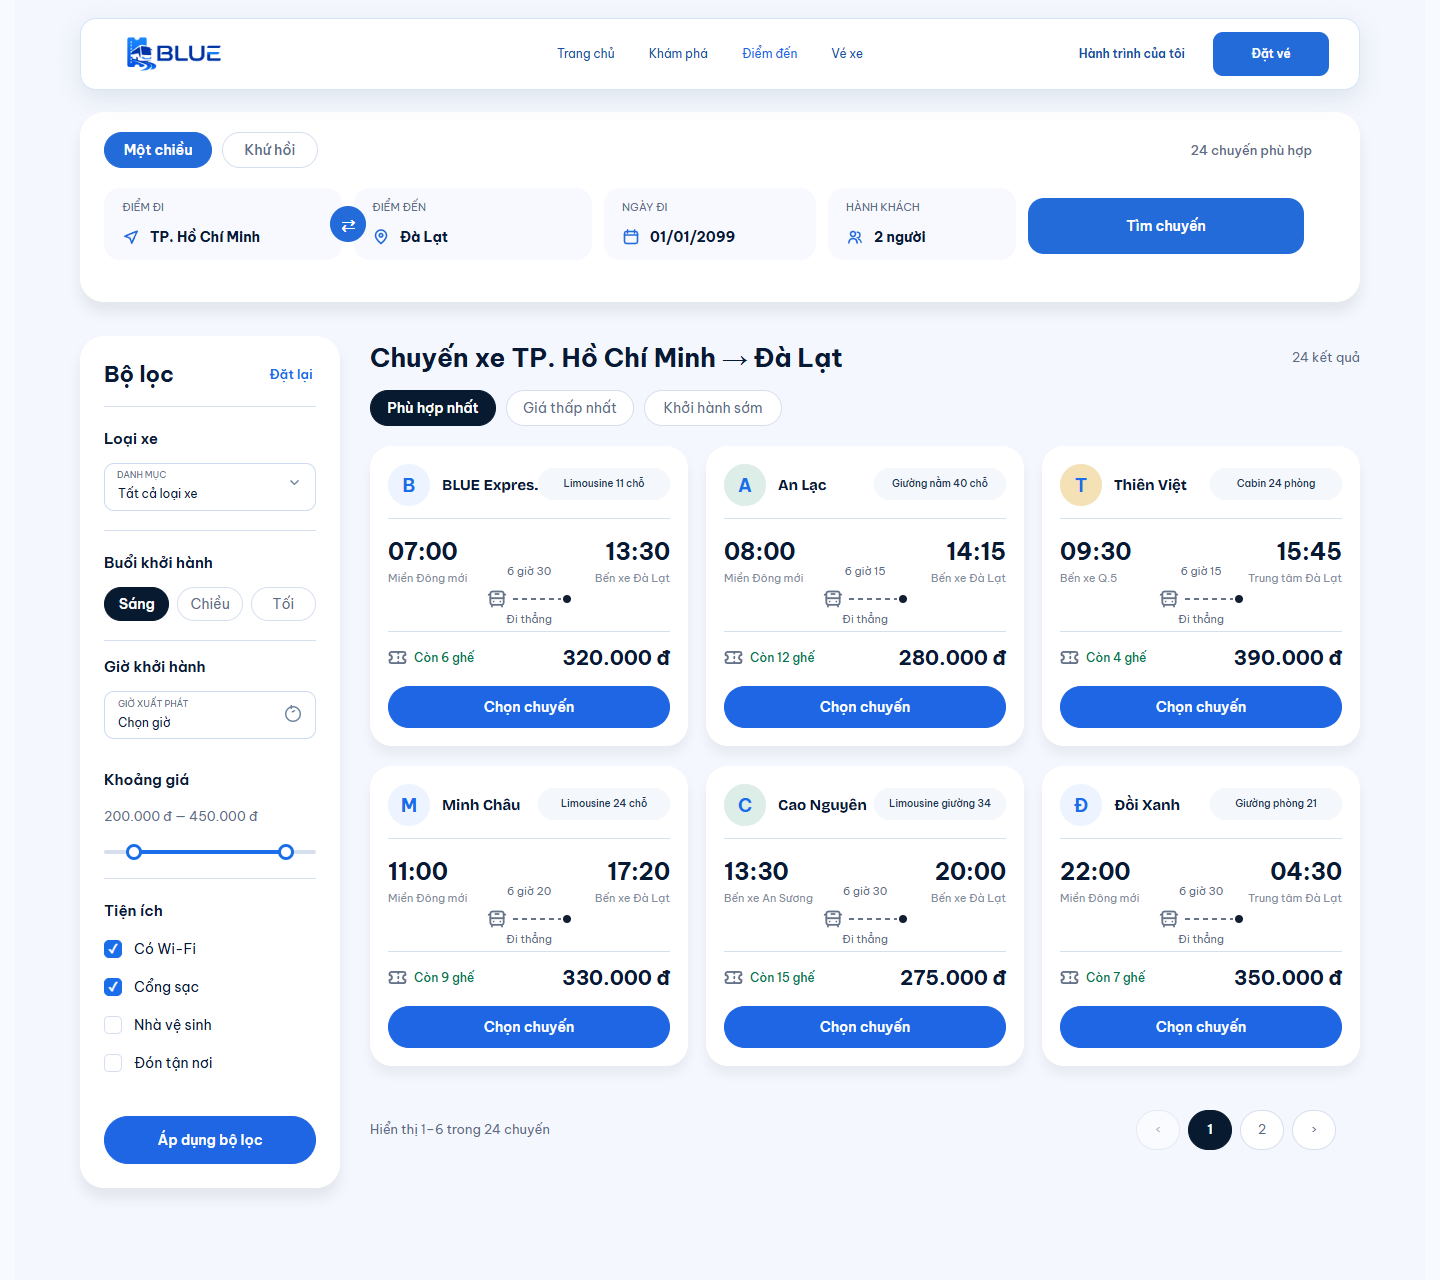 BLUE
Trang chủ
Khám phá
Điểm đến
Vé xe
Hành trình của tôi
Đặt vé
Một chiều
Khứ hồi
24 chuyến phù hợp
ĐIỂM ĐI
TP. Hồ Chí Minh
ĐIỂM ĐẾN
Đà Lạt
NGÀY ĐI
01/01/2099
HÀNH KHÁCH
2 người
Tìm chuyến
Bộ lọc
Đặt lại
Loại xe
DANH MỤC
Tất cả loại xe
Buổi khởi hành
Sáng
Chiều
Tối
Giờ khởi hành
GIỜ XUẤT PHÁT
Chọn giờ
Khoảng giá
200.000 đ — 450.000 đ
Tiện ích
Có Wi-Fi
Cổng sạc
Nhà vệ sinh
Đón tận nơi
Áp dụng bộ lọc
Chuyến xe TP. Hồ Chí Minh → Đà Lạt
24 kết quả
Phù hợp nhất
Giá thấp nhất
Khởi hành sớm
B
BLUE Expres.
Limousine 11 chỗ
07:00
13:30
Miền Đông mới
6 giờ 30
Bến xe Đà Lạt
Đi thẳng
Còn 6 ghế
320.000 đ
Chọn chuyến
A
An Lạc
Giường nằm 40 chỗ
08:00
14:15
Miền Đông mới
6 giờ 15
Bến xe Đà Lạt
Đi thẳng
Còn 12 ghế
280.000 đ
Chọn chuyến
T
Thiên Việt
Cabin 24 phòng
09:30
15:45
Bến xe Q.5
6 giờ 15
Trung tâm Đà Lạt
Đi thẳng
Còn 4 ghế
390.000 đ
Chọn chuyến
M
Minh Châu
Limousine 24 chỗ
11:00
17:20
Miền Đông mới
6 giờ 20
Bến xe Đà Lạt
Đi thẳng
Còn 9 ghế
330.000 đ
Chọn chuyến
C
Cao Nguyên
Limousine giường 34
13:30
20:00
Bến xe An Sương
6 giờ 30
Bến xe Đà Lạt
Đi thẳng
Còn 15 ghế
275.000 đ
Chọn chuyến
Đ
Đồi Xanh
Giường phòng 21
22:00
04:30
Miền Đông mới
6 giờ 30
Trung tâm Đà Lạt
Đi thẳng
Còn 7 ghế
350.000 đ
Chọn chuyến
Hiển thị 1–6 trong 24 chuyến
‹
1
2
›